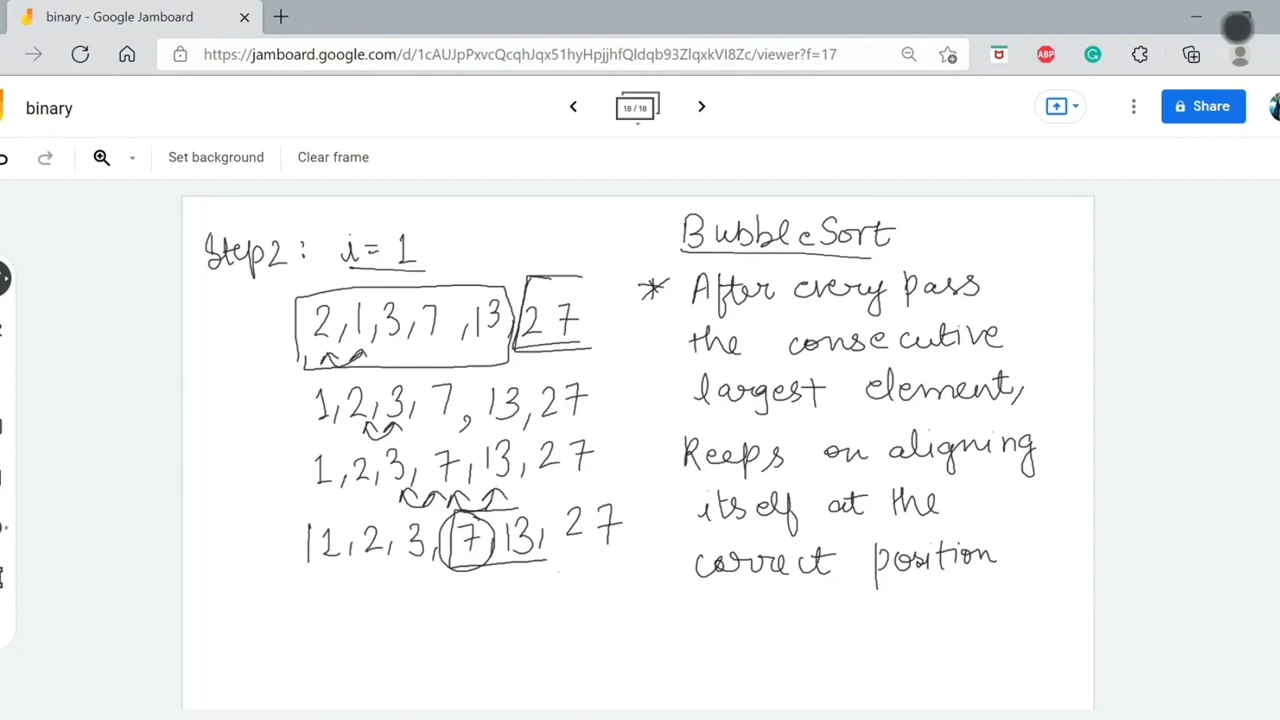 binary - Google Jamboard
https://jamboard.google.com/d/1cAUJpPxvcQcqhJqx51hyHpjjhfQldqb93ZIqxkVI8Zc/viewer?f=17
ABP
binary
18 / 18
Share
Set background
Clear frame
Step2 : i = 1
2, 1, 3, 7 , 13, 27
1, 2, 3, 7 , 13, 27
1, 2, 3, 7, 13, 27
1, 2, 3, 7 13, 27
BubbleSort
* After every pass
the consecutive
largest element,
keeps on aligning
itself at the
correct position